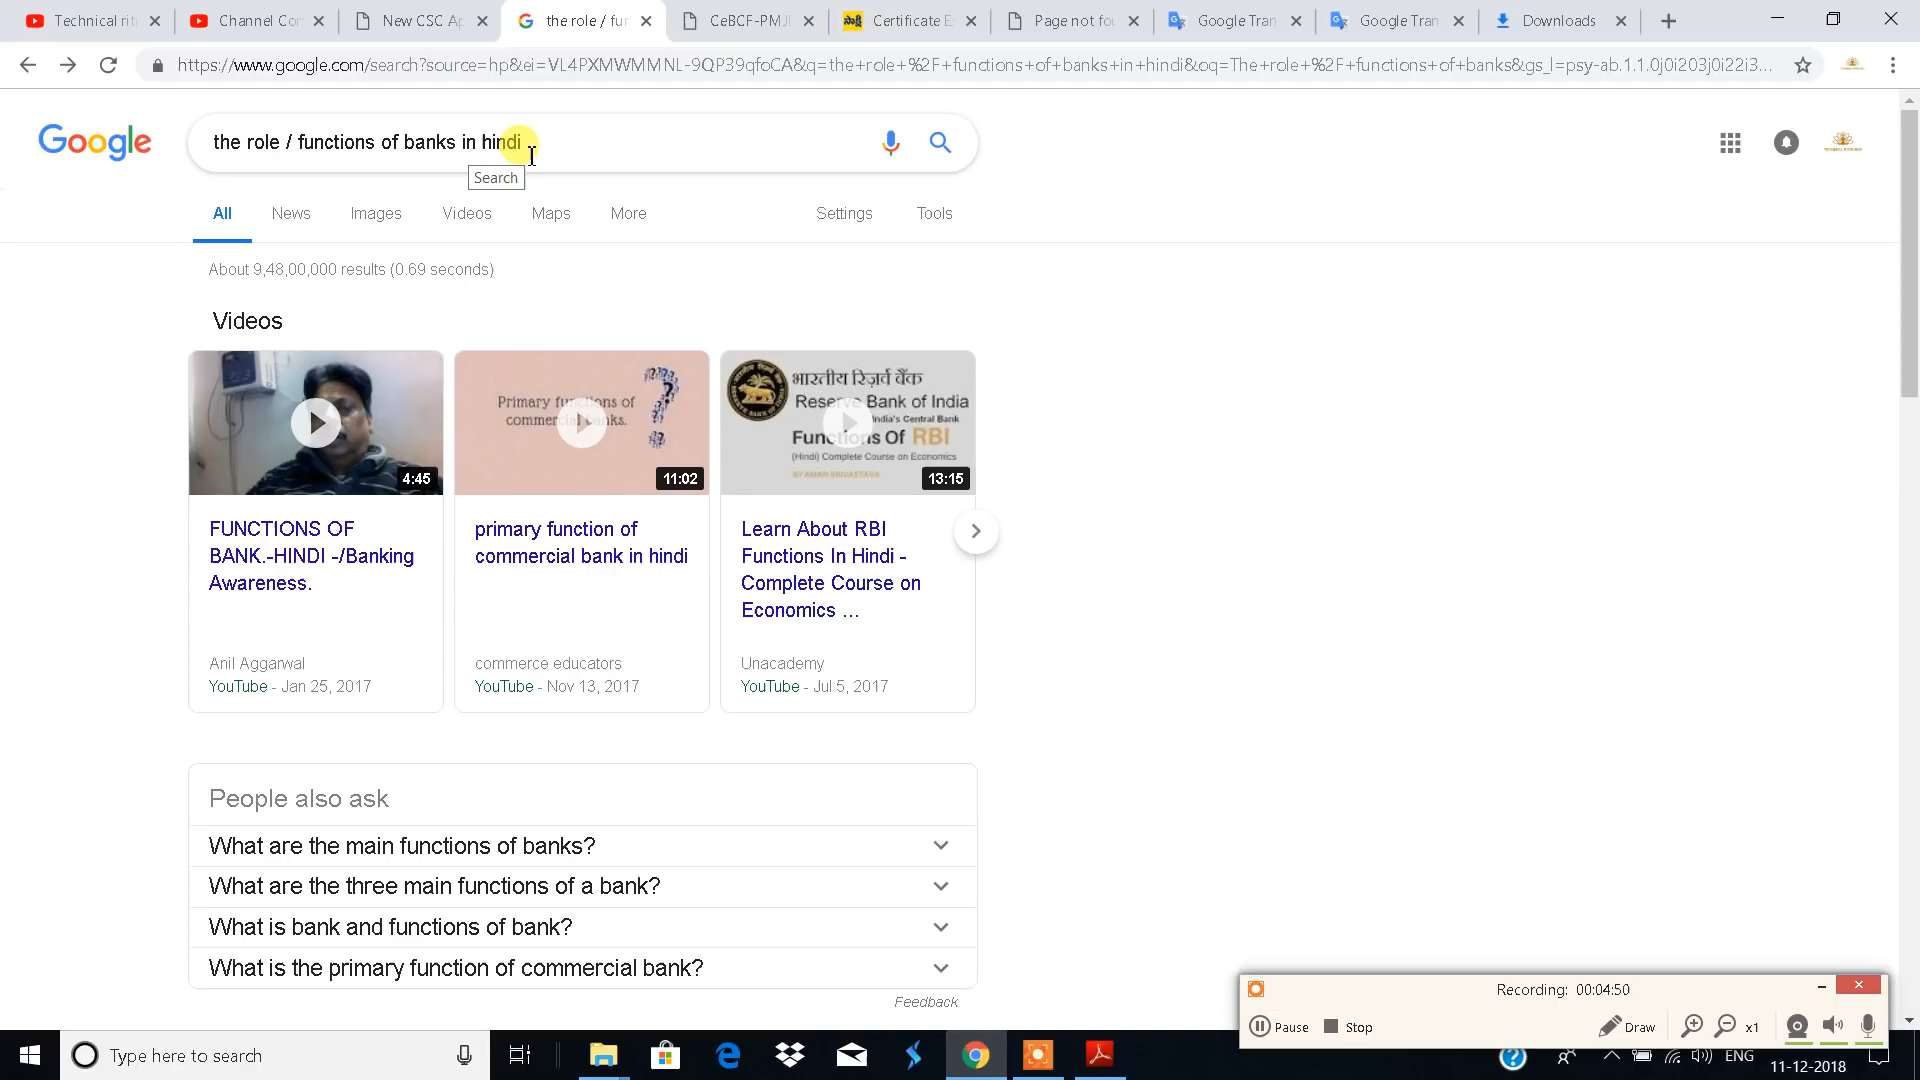 Technical riti
Channel Con
New CSC Ap
the role / fun
CeBCF-PMJ
Certificate E
Page not fou
Google Tran
Google Tran
Downloads
https://www.google.com/search?source=hp&ei=VL4PXMWMMNL-9QP39qfoCA&q=the+role+%2F+functions+of+banks+in+hindi&oq=The+role+%2F+functions+of+banks&gs_l=psy-ab.1.1.0j0i203j0i22i3...
Google
the role / functions of banks in hindi
Search
All
News
Images
Videos
Maps
More
Settings
Tools
About 9,48,00,000 results (0.69 seconds)
Videos
4:45
Primary functions of
commercial banks.
11:02
भारतीय रिज़र्व बैंक
Reserve Bank of India
India's Central Bank
Functions Of RBI
(Hindi) Complete Course on Economics
BY AMAN SRIVASTAVA
13:15
FUNCTIONS OF
BANK.-HINDI -/Banking
Awareness.
Anil Aggarwal
YouTube - Jan 25, 2017
primary function of
commercial bank in hindi
commerce educators
YouTube - Nov 13, 2017
Learn About RBI
Functions In Hindi -
Complete Course on
Economics ...
Unacademy
YouTube - Jul 5, 2017
People also ask
What are the main functions of banks?
What are the three main functions of a bank?
What is bank and functions of bank?
What is the primary function of commercial bank?
Feedback
Recording: 00:04:50
Pause
Stop
Draw
x1
Type here to search
ENG
11-12-2018